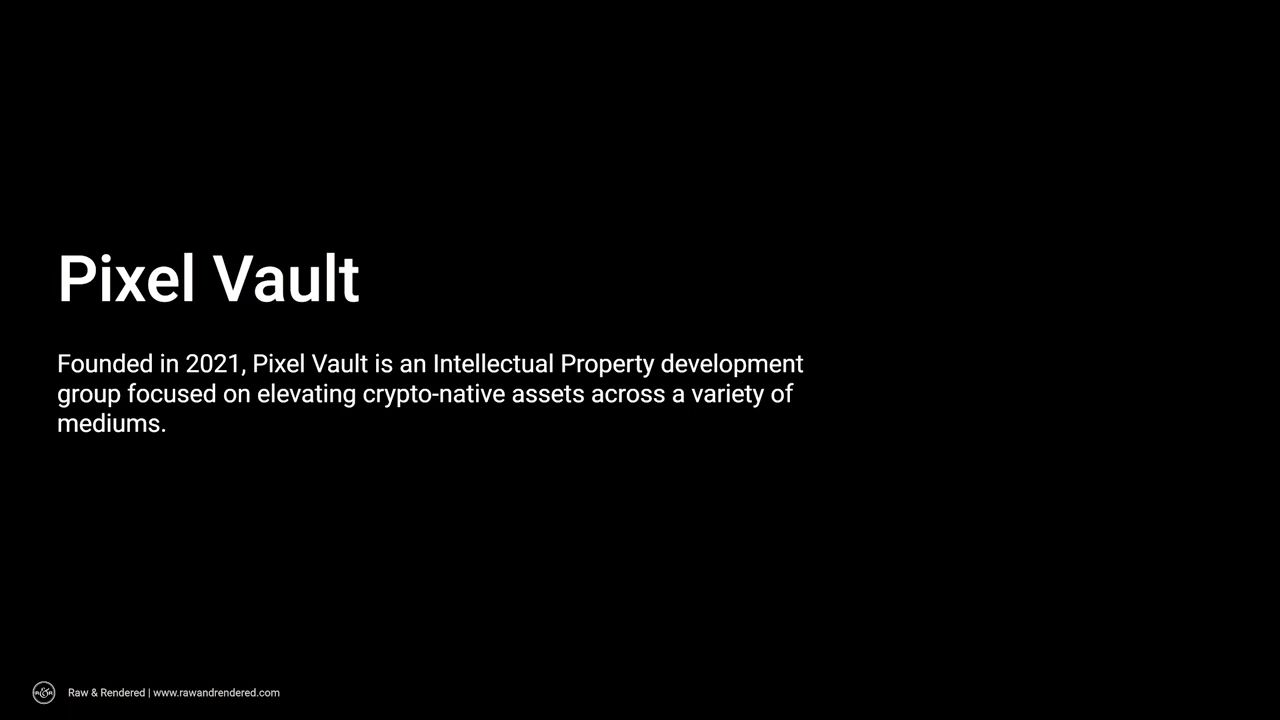 Pixel Vault
Founded in 2021, Pixel Vault is an Intellectual Property development
group focused on elevating crypto-native assets across a variety of
mediums.
Raw & Rendered | www.rawandrendered.com